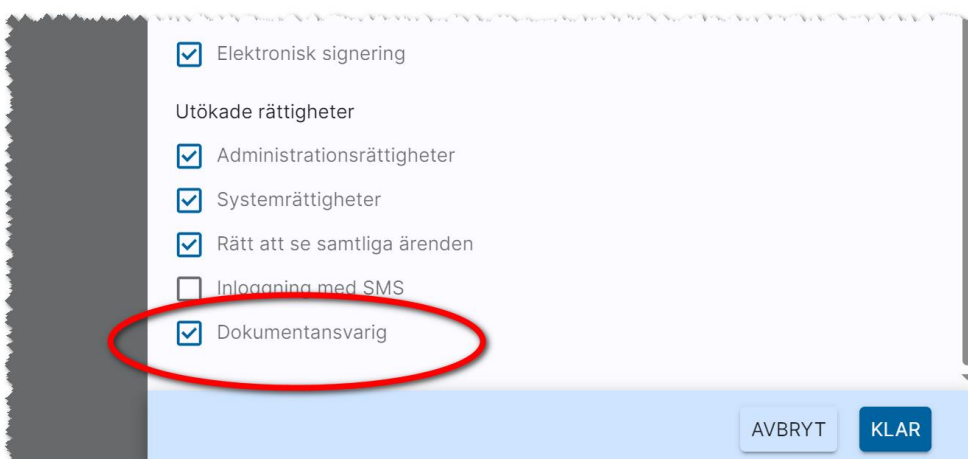 Elektronisk signering
Utökade rättigheter
Administrationsrättigheter
Systemrättigheter
Rätt att se samtliga ärenden
Inloggning med SMS
Dokumentansvarig
AVBRYT KLAR